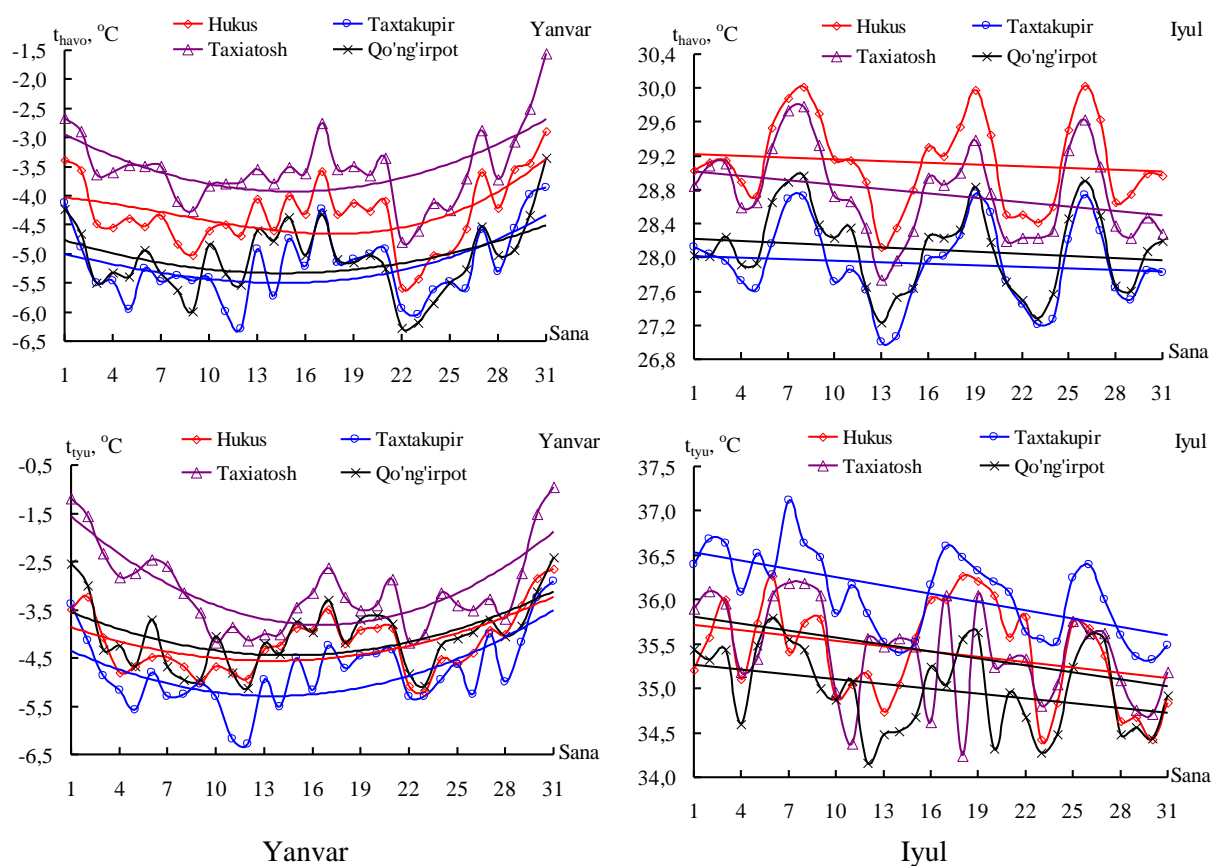 t havo, °C
Hukus
Taxtakupir
Yanvar
Taxiatosh
Qo'ng'irpot
-1,5
-2,0
-2,5
-3,0
-3,5
-4,0
-4,5
-5,0
-5,5
-6,0
-6,5
Sana
1 4 7 10 13 16 19 22 25 28 31
t havo, °C
Hukus
Taxtakupir
Iyul
Taxiatosh
Qo'ng'irpot
30,4
30,0
29,6
29,2
28,8
28,4
28,0
27,6
27,2
26,8
Sana
1 4 7 10 13 16 19 22 25 28 31
t tyu, °C
Hukus
Taxtakupir
Yanvar
Taxiatosh
Qo'ng'irpot
-0,5
-1,5
-2,5
-3,5
-4,5
-5,5
-6,5
Sana
1 4 7 10 13 16 19 22 25 28 31
Yanvar
t tyu, °C
Hukus
Taxtakupir
Iyul
Taxiatosh
Qo'ng'irpot
37,5
37,0
36,5
36,0
35,5
35,0
34,5
34,0
Sana
1 4 7 10 13 16 19 22 25 28 31
Iyul